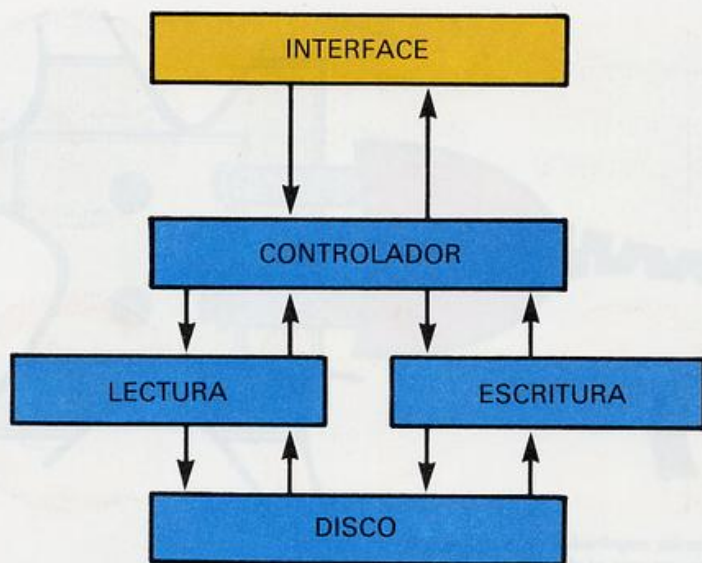 INTERFACE
CONTROLADOR
LECTURA
ESCRITURA
DISCO